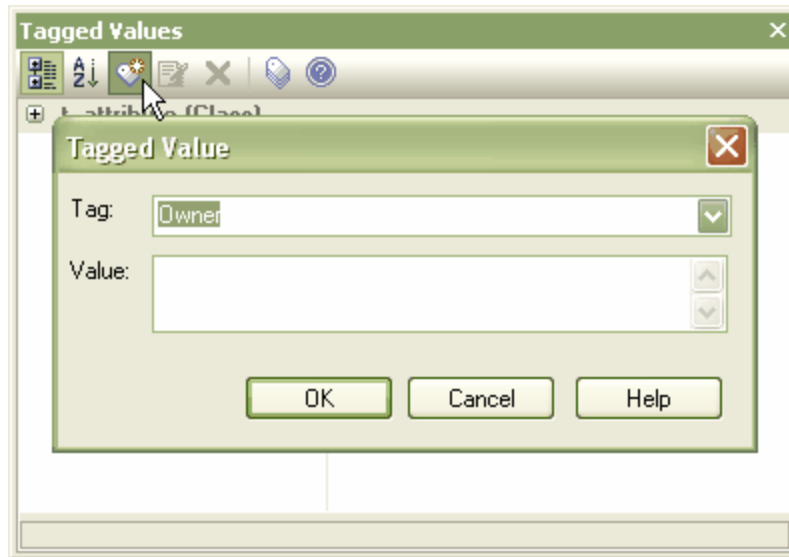 Tagged Values
Tagged Value
Tag:
Owner
Value:
OK
Cancel
Help